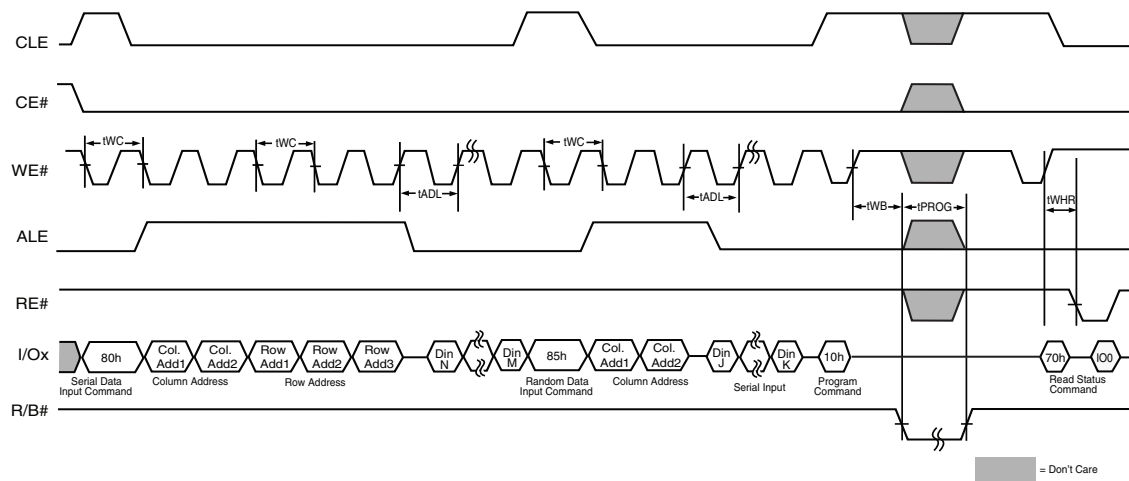 CLE
CE#
tWC
tWC
tWC
WE#
tADL
tADL
tWB
tPROG
tWHR
ALE
RE#
I/Ox
80h
Col. Add1
Col. Add2
Row Add1
Row Add2
Row Add3
Din N
Din M
85h
Col. Add1
Col. Add2
Din J
Din K
10h
70h
IO0
Serial Data Input Command
Column Address
Row Address
Random Data Input Command
Column Address
Serial Input
Program Command
Read Status Command
R/B#
= Don't Care